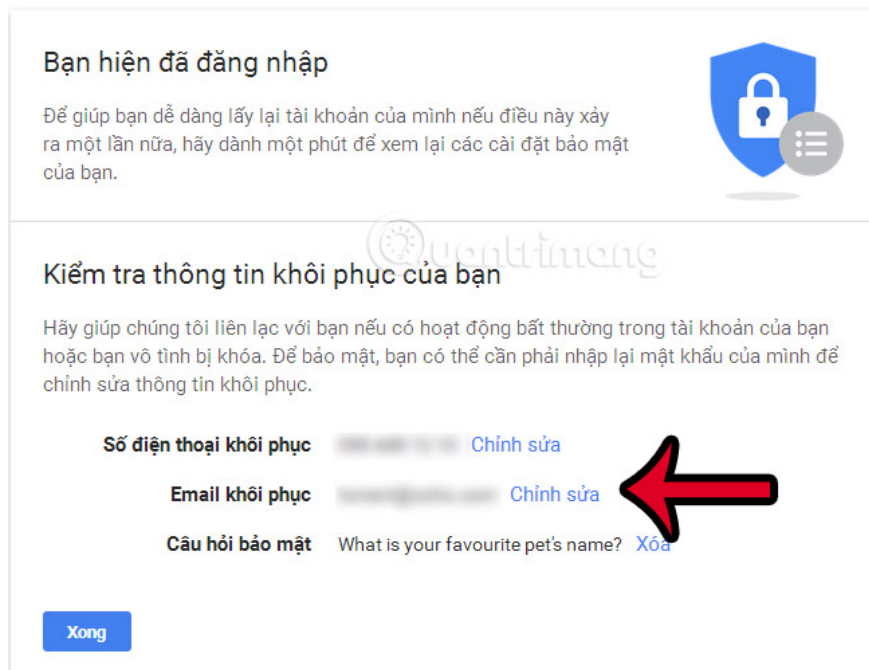 Bạn hiện đã đăng nhập
Để giúp bạn dễ dàng lấy lại tài khoản của mình nếu điều này xảy
ra một lần nữa, hãy dành một phút để xem lại các cài đặt bảo mật
của bạn.
Quantrimang
Kiểm tra thông tin khôi phục của bạn
Hãy giúp chúng tôi liên lạc với bạn nếu có hoạt động bất thường trong tài khoản của bạn
hoặc bạn vô tình bị khóa. Để bảo mật, bạn có thể cần phải nhập lại mật khẩu của mình để
chỉnh sửa thông tin khôi phục.
Số điện thoại khôi phục Chỉnh sửa
Email khôi phục Chỉnh sửa
Câu hỏi bảo mật What is your favourite pet's name? Xóa
Xong